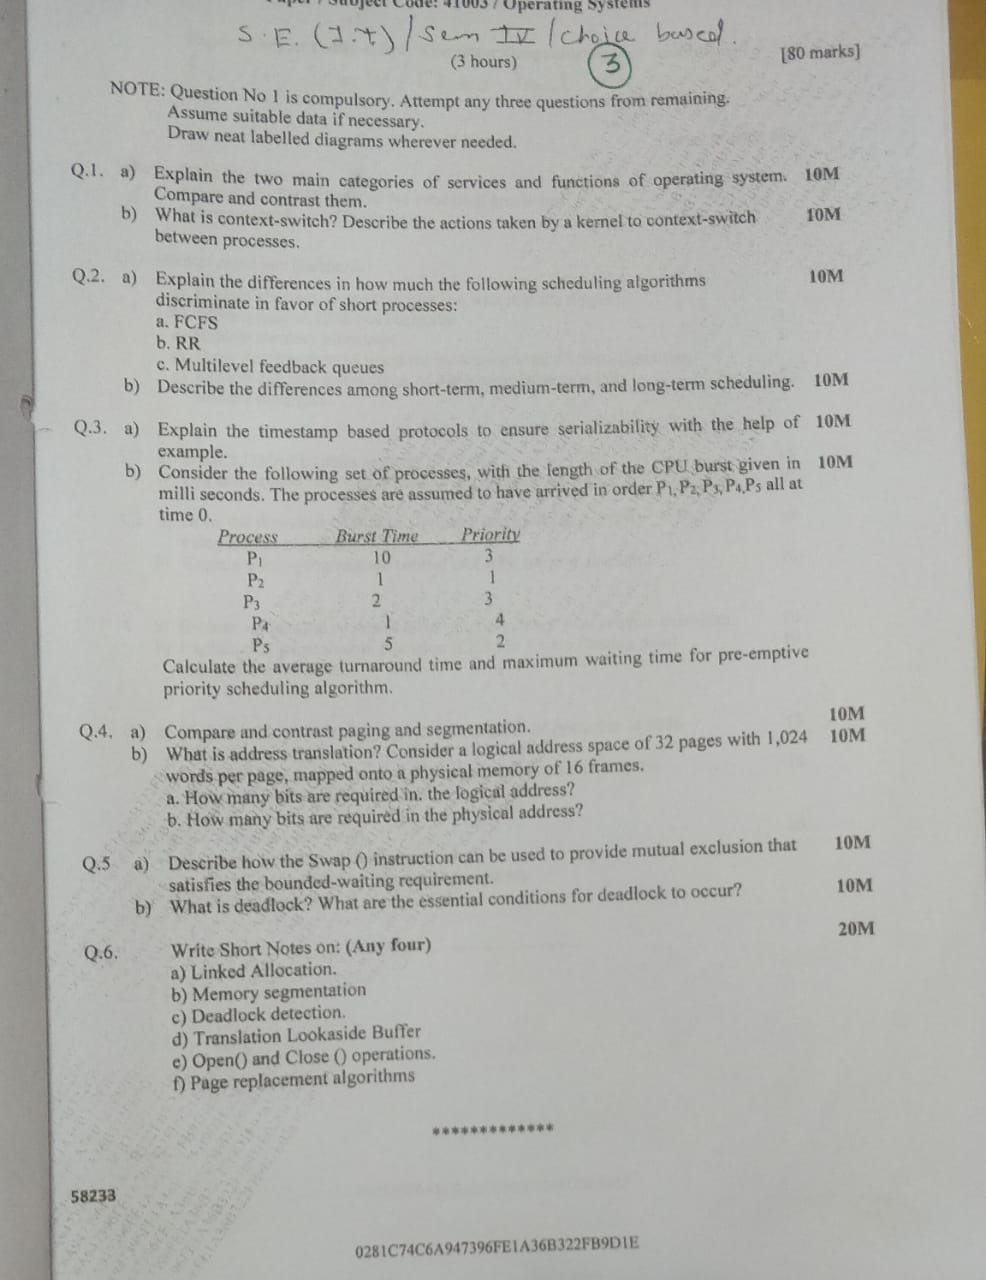 Subject Code: 41003 / Operating Systems
S.E. (I.T) / Sem IV / choice based.
(3 hours)
3
[80 marks]
NOTE: Question No 1 is compulsory. Attempt any three questions from remaining.
Assume suitable data if necessary.
Draw neat labelled diagrams wherever needed.
Q.1. a) Explain the two main categories of services and functions of operating system. 10M
Compare and contrast them.
b) What is context-switch? Describe the actions taken by a kernel to context-switch 10M
between processes.
Q.2. a) Explain the differences in how much the following scheduling algorithms 10M
discriminate in favor of short processes:
a. FCFS
b. RR
c. Multilevel feedback queues
b) Describe the differences among short-term, medium-term, and long-term scheduling. 10M
Q.3. a) Explain the timestamp based protocols to ensure serializability with the help of 10M
example.
b) Consider the following set of processes, with the length of the CPU burst given in 10M
milli seconds. The processes are assumed to have arrived in order P1, P2, P3, P4,P5 all at
time 0.
Process Burst Time Priority
P1 10 3
P2 1 1
P3 2 3
P4 1 4
P5 5 2
Calculate the average turnaround time and maximum waiting time for pre-emptive
priority scheduling algorithm.
Q.4. a) Compare and contrast paging and segmentation. 10M
b) What is address translation? Consider a logical address space of 32 pages with 1,024 10M
words per page, mapped onto a physical memory of 16 frames.
a. How many bits are required in. the logical address?
b. How many bits are required in the physical address?
Q.5 a) Describe how the Swap () instruction can be used to provide mutual exclusion that 10M
satisfies the bounded-waiting requirement.
b) What is deadlock? What are the essential conditions for deadlock to occur? 10M
Q.6. Write Short Notes on: (Any four) 20M
a) Linked Allocation.
b) Memory segmentation
c) Deadlock detection.
d) Translation Lookaside Buffer
e) Open() and Close () operations.
f) Page replacement algorithms
*************
58233
0281C74C6A947396FE1A36B322FB9D1E